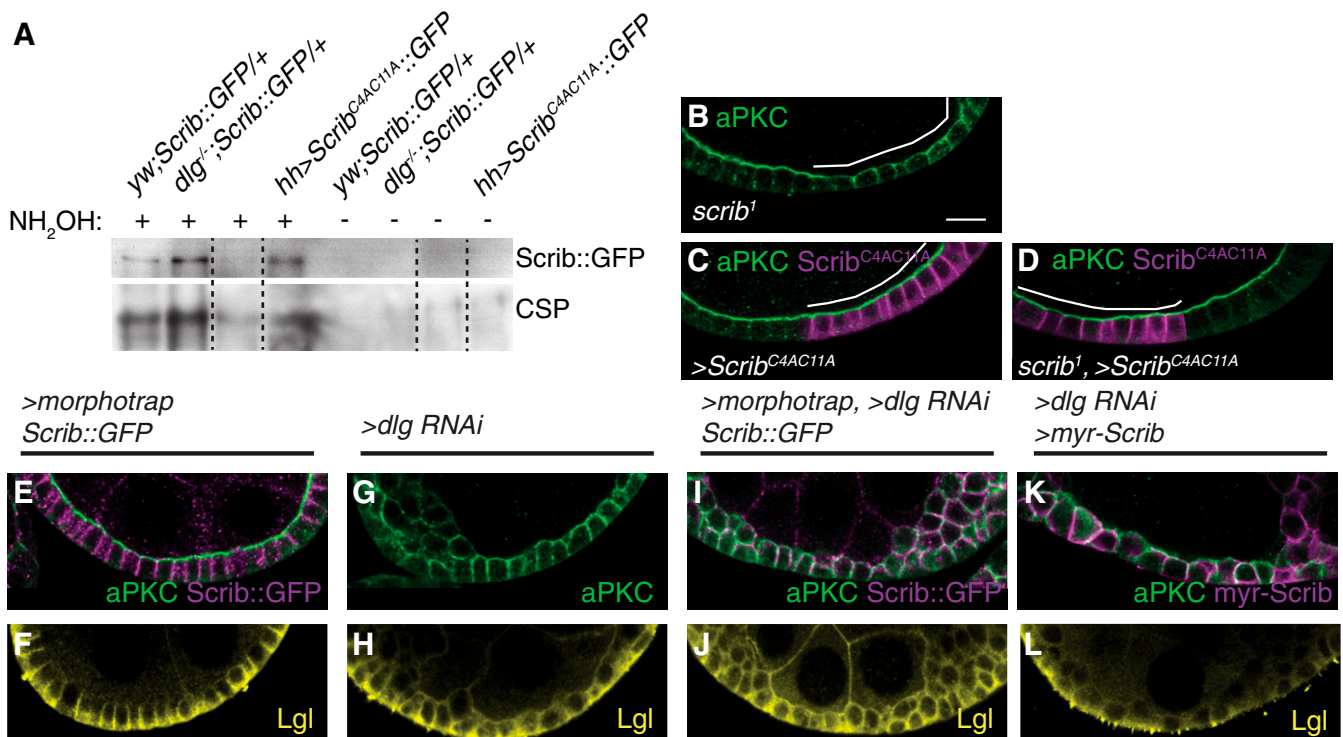 A
yw;Scrib::GFP/+
dlg-/-;Scrib::GFP/+
hh>ScribC4AC11A::GFP
yw;Scrib::GFP/+
dlg-/-;Scrib::GFP/+
hh>ScribC4AC11A::GFP
NH2OH: + + + + - - - -
Scrib::GFP
CSP
B aPKC
scrib1
C aPKC ScribC4AC11A
>ScribC4AC11A
D aPKC ScribC4AC11A
scrib1, >ScribC4AC11A
>morphotrap
Scrib::GFP
>dlg RNAi
>morphotrap, >dlg RNAi
Scrib::GFP
>dlg RNAi
>myr-Scrib
E
aPKC Scrib::GFP
G
aPKC
I
aPKC Scrib::GFP
K
aPKC myr-Scrib
F
Lgl
H
Lgl
J
Lgl
L
Lgl